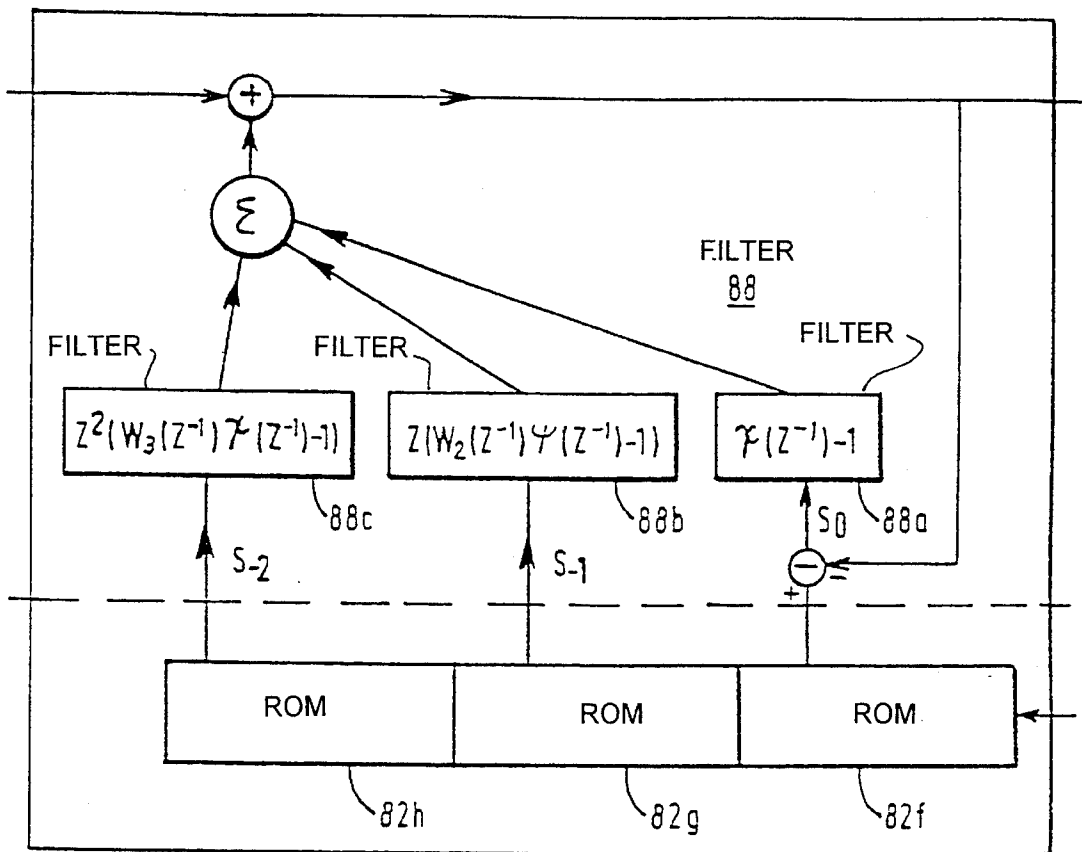 +
Σ
FILTER
88
FILTER
FILTER
FILTER
Z²(W₃(Z⁻¹)𝛾(Z⁻¹)-1)
Z(W₂(Z⁻¹)Ψ(Z⁻¹)-1)
𝛾(Z⁻¹)-1
88c
88b
88a
S-2
S-1
S0
−
+
=
ROM
ROM
ROM
82h
82g
82f